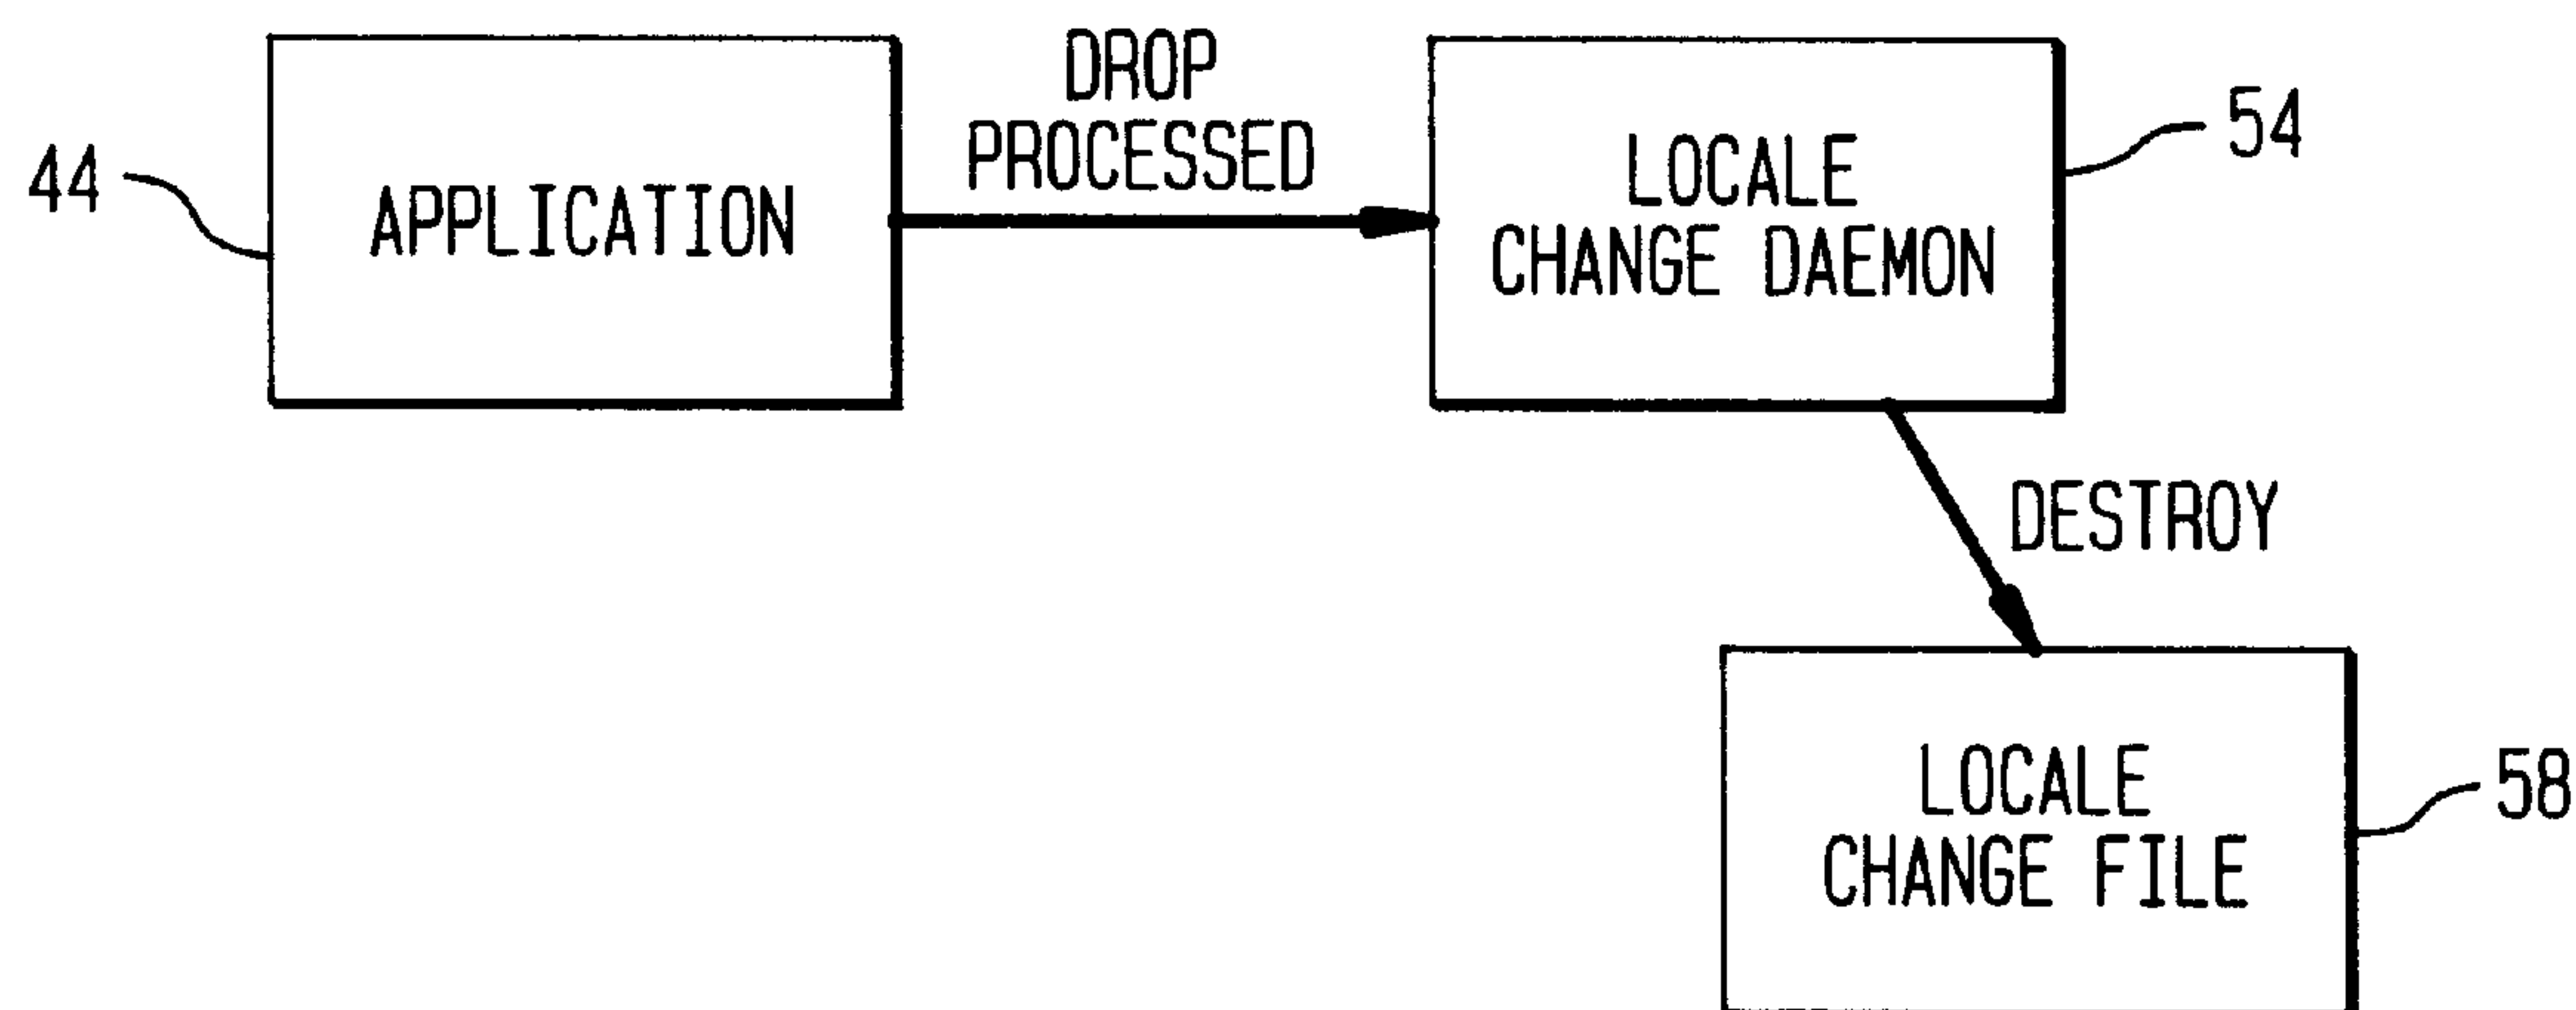 DROP
PROCESSED
44
APPLICATION
LOCALE
CHANGE DAEMON
54
DESTROY
LOCALE
CHANGE FILE
58